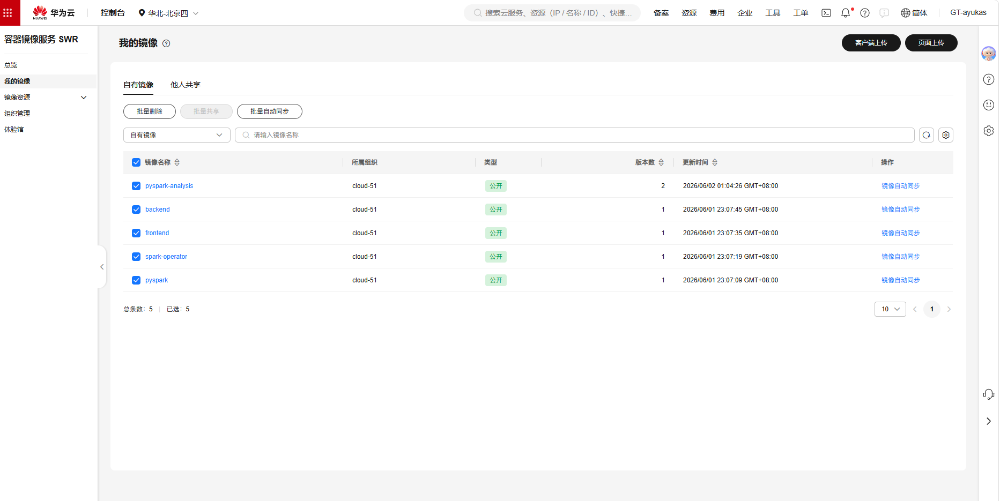 HUAWEI 华为云 控制台 华北-北京四 搜索云服务、资源（IP / 名称 / ID）、快捷... 备案 资源 费用 企业 工具 工单 简体 GT-ayukas
容器镜像服务 SWR
总览
我的镜像
镜像资源
组织管理
体验馆
我的镜像 客户端上传 页面上传
自有镜像 他人共享
批量删除 批量共享 批量自动同步
自有镜像 请输入镜像名称
镜像名称 所属组织 类型 版本数 更新时间 操作
pyspark-analysis cloud-51 公开 2 2026/06/02 01:04:26 GMT+08:00 镜像自动同步
backend cloud-51 公开 1 2026/06/01 23:07:45 GMT+08:00 镜像自动同步
frontend cloud-51 公开 1 2026/06/01 23:07:35 GMT+08:00 镜像自动同步
spark-operator cloud-51 公开 1 2026/06/01 23:07:19 GMT+08:00 镜像自动同步
pyspark cloud-51 公开 1 2026/06/01 23:07:09 GMT+08:00 镜像自动同步
总条数：5 已选：5 10 1